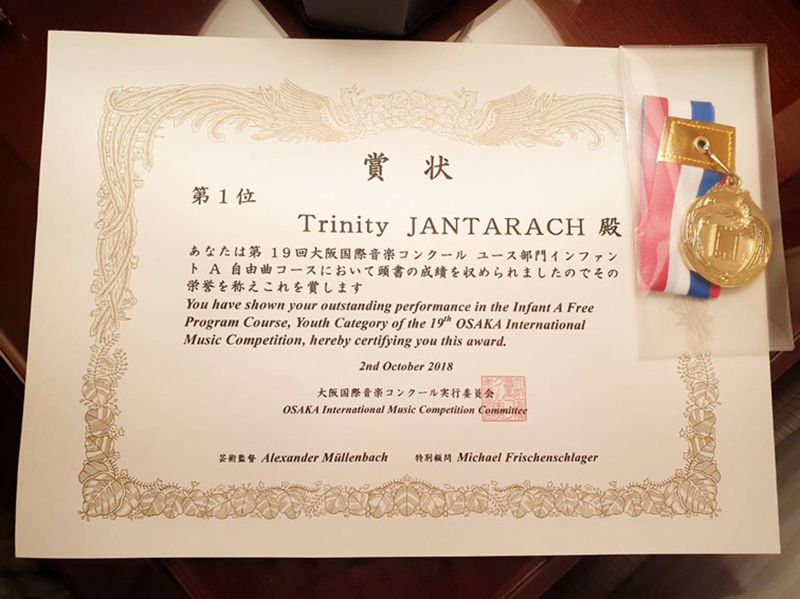 賞状
第1位
Trinity JANTARACH 殿
あなたは第19回大阪国際音楽コンクール ユース部門インファン
ト A 自由曲コースにおいて頭書の成績を収められましたのでその
栄誉を称えこれを賞します
You have shown your outstanding performance in the Infant A Free
Program Course, Youth Category of the 19th OSAKA International
Music Competition, hereby certifying you this award.
2nd October 2018
大阪国際音楽コンクール実行委員会
OSAKA International Music Competition Committee
芸術監督 Alexander Müllenbach 特別顧問 Michael Frischenschlager